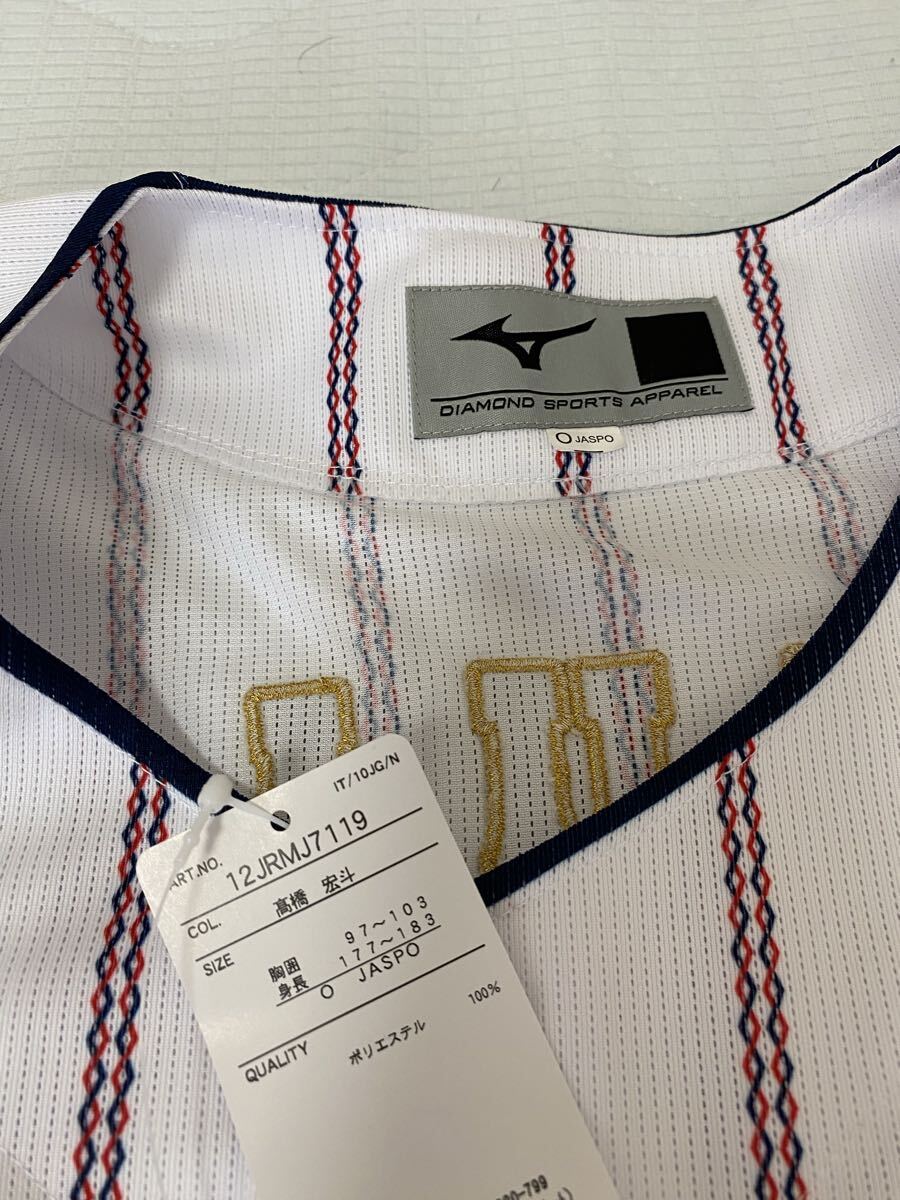 DIAMOND SPORTS APPAREL
O JASPO
IT/10JG/N
ART.NO. 12JRMJ7119
COL. 髙橋 宏斗
SIZE 胸囲 97～103
身長 177～183
O JASPO
QUALITY ポリエステル 100%